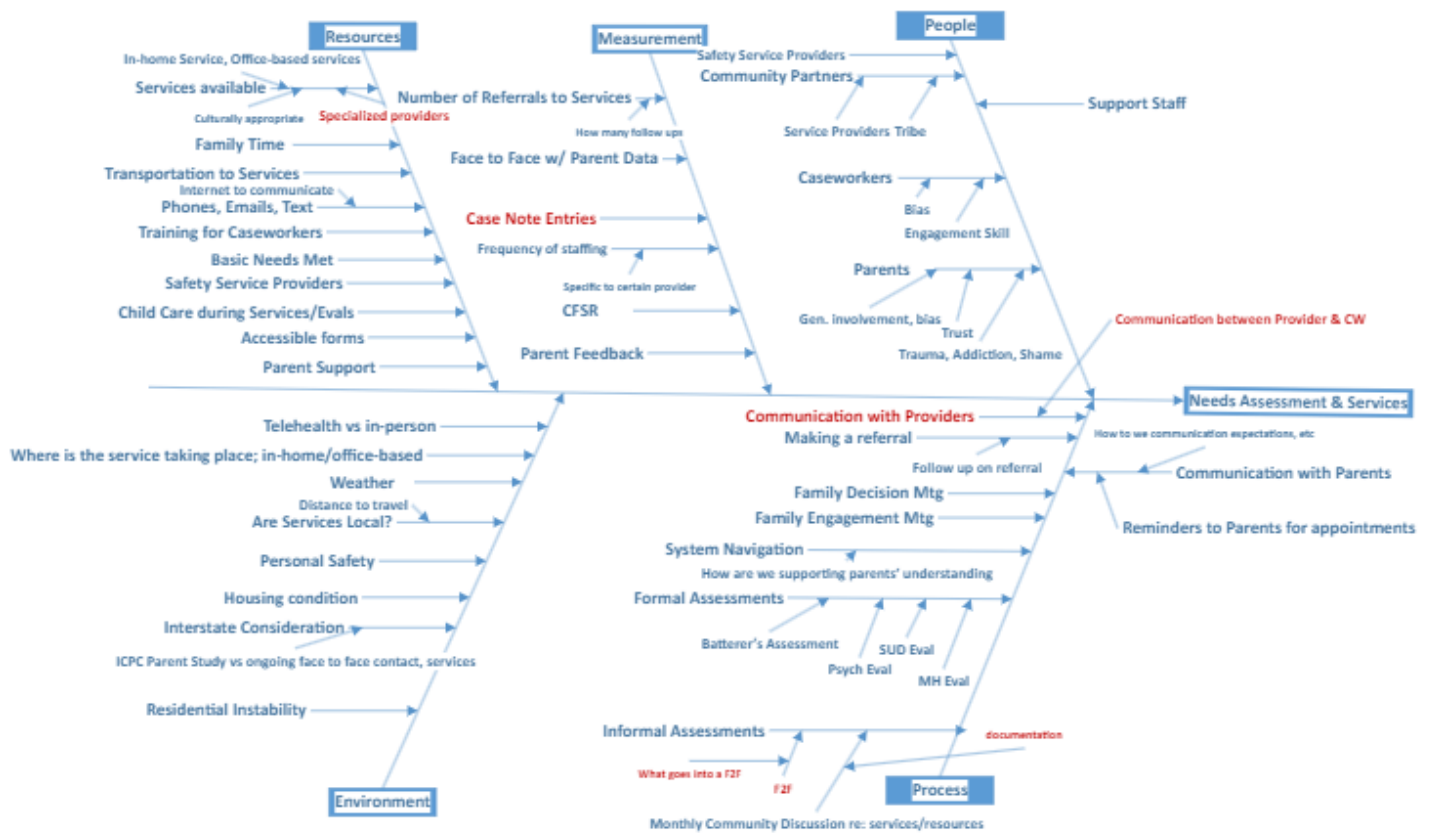 Resources
In-home Service, Office-based services
Services available
Culturally appropriate
Specialized providers
Family Time
Transportation to Services
Internet to communicate
Phones, Emails, Text
Training for Caseworkers
Basic Needs Met
Safety Service Providers
Child Care during Services/Evals
Accessible forms
Parent Support
Measurement
Number of Referrals to Services
How many follow ups
Face to Face w/ Parent Data
Case Note Entries
Frequency of staffing
Specific to certain provider
CFSR
Parent Feedback
People
Safety Service Providers
Community Partners
Service Providers Tribe
Support Staff
Caseworkers
Bias
Engagement Skill
Parents
Gen. involvement, bias
Trust
Trauma, Addiction, Shame
Communication between Provider & CW
Needs Assessment & Services
Telehealth vs in-person
Where is the service taking place; in-home/office-based
Weather
Distance to travel
Are Services Local?
Personal Safety
Housing condition
Interstate Consideration
ICPC Parent Study vs ongoing face to face contact, services
Residential Instability
Environment
Communication with Providers
Making a referral
Follow up on referral
How to we communication expectations, etc
Communication with Parents
Reminders to Parents for appointments
Family Decision Mtg
Family Engagement Mtg
System Navigation
How are we supporting parents' understanding
Formal Assessments
Batterer's Assessment
Psych Eval
SUD Eval
MH Eval
Informal Assessments
What goes into a F2F
F2F
documentation
Monthly Community Discussion re: services/resources
Process